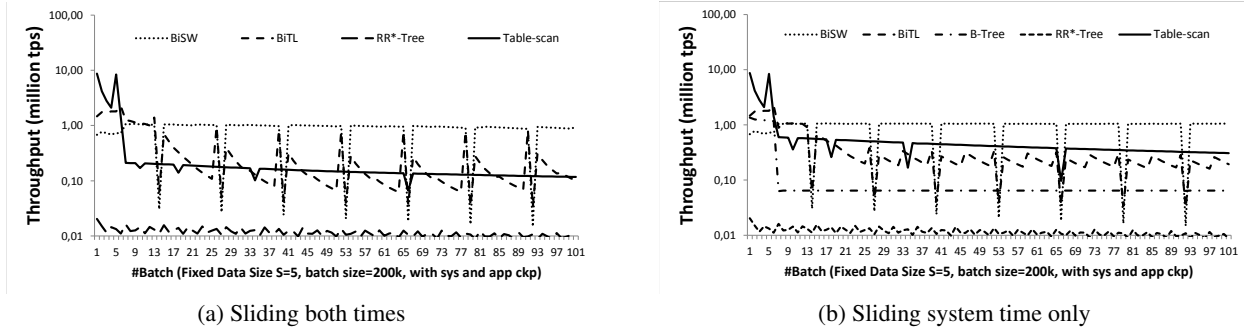 100,00
10,00
1,00
0,10
0,01
Throughput (million tps)
BiSW BiTL RR*-Tree Table-scan
1 5 9 13 17 21 25 29 33 37 41 45 49 53 57 61 65 69 73 77 81 85 89 93 97 101
#Batch (Fixed Data Size S=5, batch size=200k, with sys and app ckp)
(a) Sliding both times
100,00
10,00
1,00
0,10
0,01
Throughput (million tps)
BiSW BiTL B-Tree RR*-Tree Table-scan
1 5 9 13 17 21 25 29 33 37 41 45 49 53 57 61 65 69 73 77 81 85 89 93 97 101
#Batch (Fixed Data Size S=5, batch size=200k, with sys and app ckp)
(b) Sliding system time only